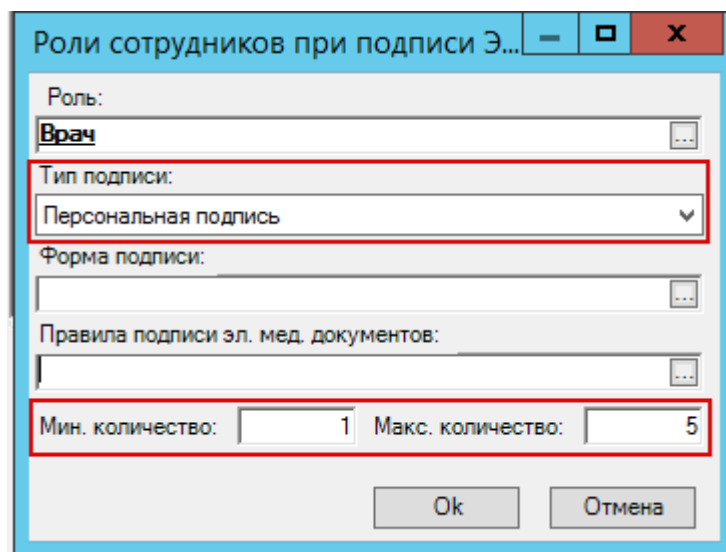 Роли сотрудников при подписи Э...
Роль:
Врач
...
Тип подписи:
Персональная подпись
Форма подписи:
...
Правила подписи эл. мед. документов:
...
Мин. количество: 1 Макс. количество: 5
Ok Отмена